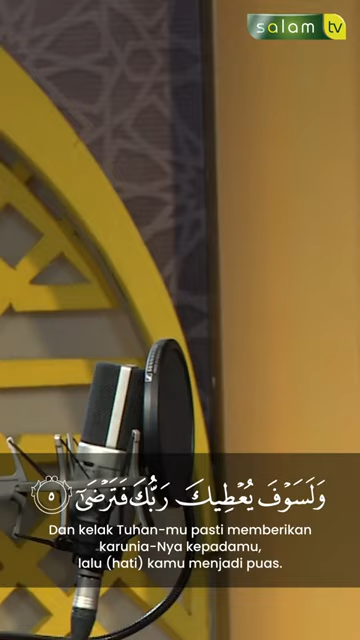 salam tv
وَلَسَوْفَ يُعْطِيكَ رَبُّكَ فَتَرْضَىٰٓ ٥
Dan kelak Tuhan-mu pasti memberikan
karunia-Nya kepadamu,
lalu (hati) kamu menjadi puas.